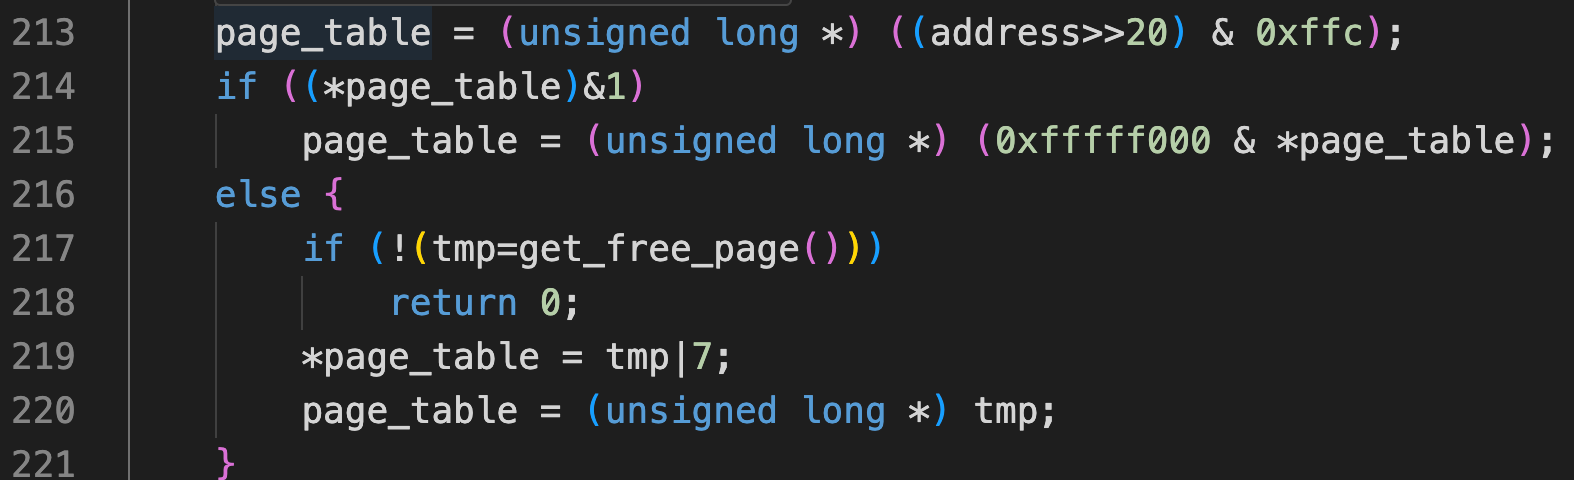 213 page_table = (unsigned long *) ((address>>20) & 0xffc);
214 if ((*page_table)&1)
215 page_table = (unsigned long *) (0xfffff000 & *page_table);
216 else {
217 if (!(tmp=get_free_page()))
218 return 0;
219 *page_table = tmp|7;
220 page_table = (unsigned long *) tmp;
221 }